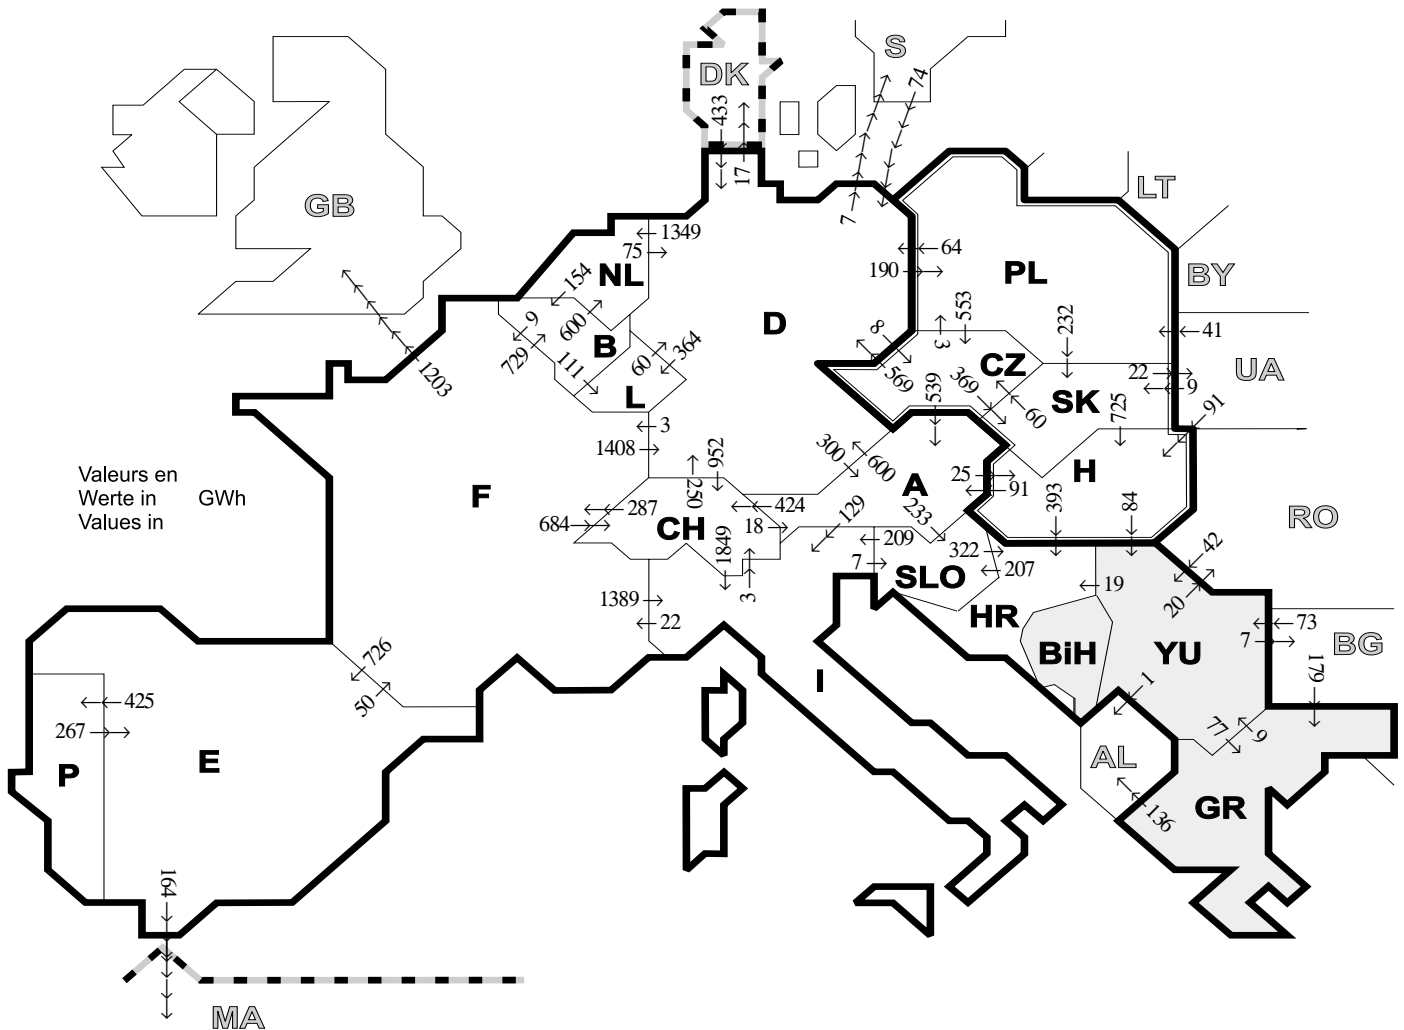 S
DK
74
433
17
GB
7
LT
1349
75
64
NL
190
PL
BY
154
553
232
9
600
D
8
3
41
B
364
CZ
729
111
60
22
UA
1203
569
369
9
539
L
SK
60
725
91
3
300
1408
952
600
H
Valeurs en
Werte in GWh
Values in
F
250
A
25
91
287
424
129
393
84
684
CH
18
233
RO
1849
209
322
42
7
SLO
207
3
19
1389
20
22
HR
73
BiH
YU
7
BG
726
I
179
1
50
425
267
77
9
P
E
AL
GR
136
164
MA